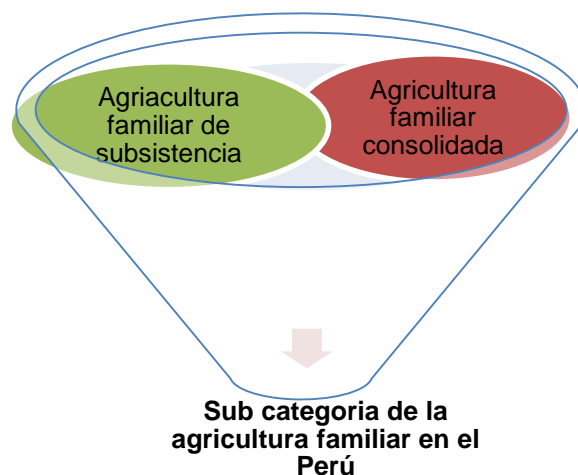 Agriacultura
familiar de
subsistencia
Agricultura
familiar
consolidada
Sub categoria de la
agricultura familiar en el
Perú